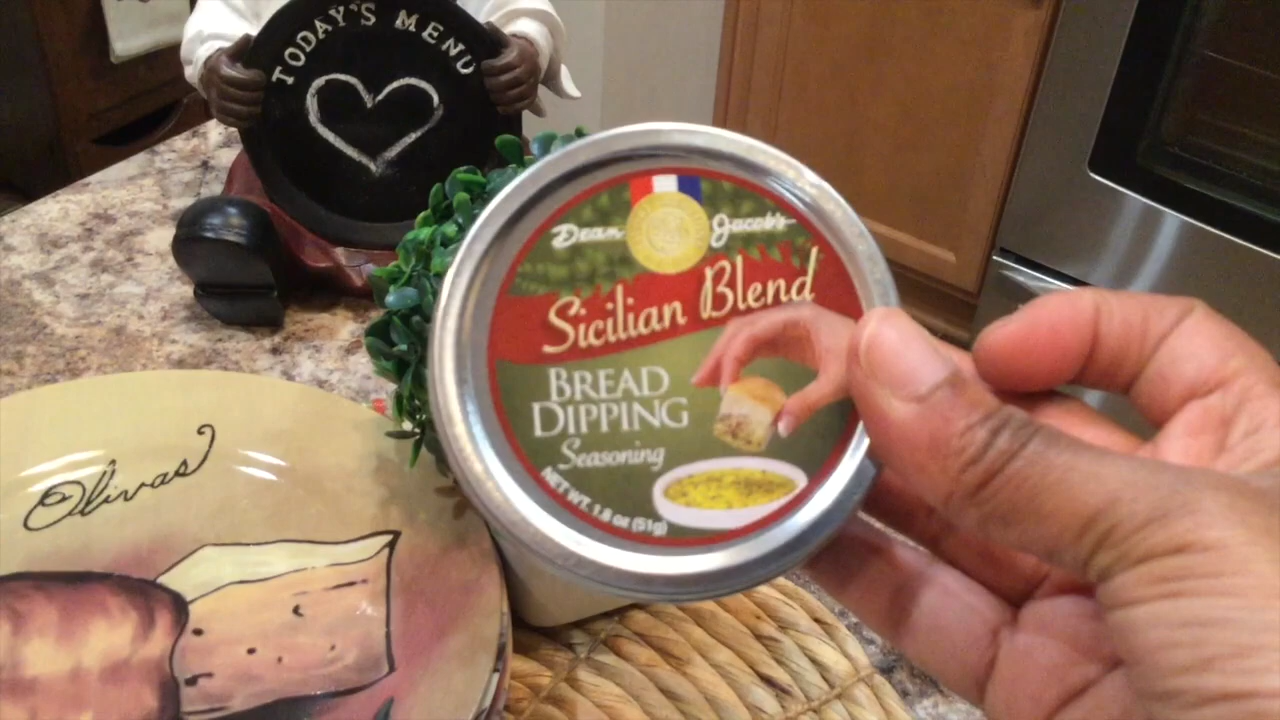 TODAY'S MENU
Dean Jacob's
Sicilian Blend
BREAD
DIPPING
Seasoning
NET WT. 1.8 oz (51g)
Olivas